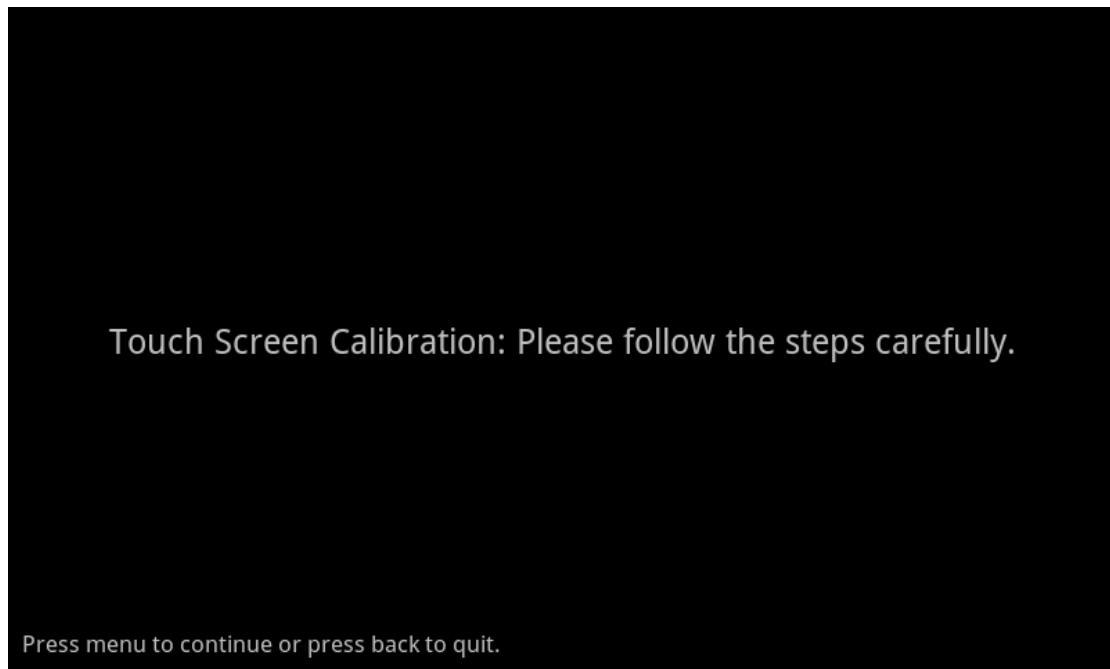 Touch Screen Calibration: Please follow the steps carefully.
Press menu to continue or press back to quit.